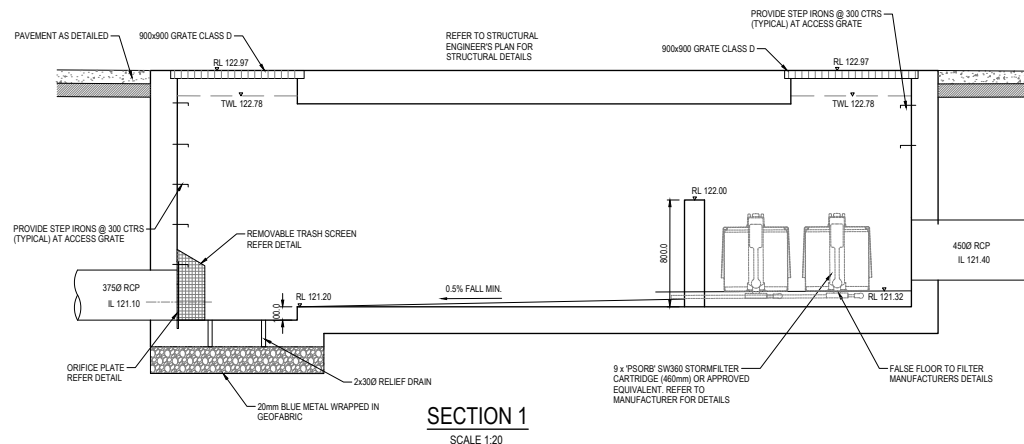 PROVIDE STEP IRONS @ 300 CTRS
(TYPICAL) AT ACCESS GRATE
PAVEMENT AS DETAILED
900x900 GRATE CLASS D
REFER TO STRUCTURAL
ENGINEER'S PLAN FOR
STRUCTURAL DETAILS
900x900 GRATE CLASS D
RL 122.97
RL 122.97
TWL 122.78
TWL 122.78
RL 122.00
PROVIDE STEP IRONS @ 300 CTRS
(TYPICAL) AT ACCESS GRATE
REMOVABLE TRASH SCREEN
REFER DETAIL
800.0
450Ø RCP
IL 121.40
375Ø RCP
IL 121.10
0.5% FALL MIN.
RL 121.20
RL 121.32
100.0
ORIFICE PLATE
REFER DETAIL
2x30Ø RELIEF DRAIN
9 x 'PSORB' SW360 STORMFILTER
CARTRIDGE (460mm) OR APPROVED
EQUIVALENT. REFER TO
MANUFACTURER FOR DETAILS
FALSE FLOOR TO FILTER
MANUFACTURERS DETAILS
20mm BLUE METAL WRAPPED IN
GEOFABRIC
SECTION 1
SCALE 1:20